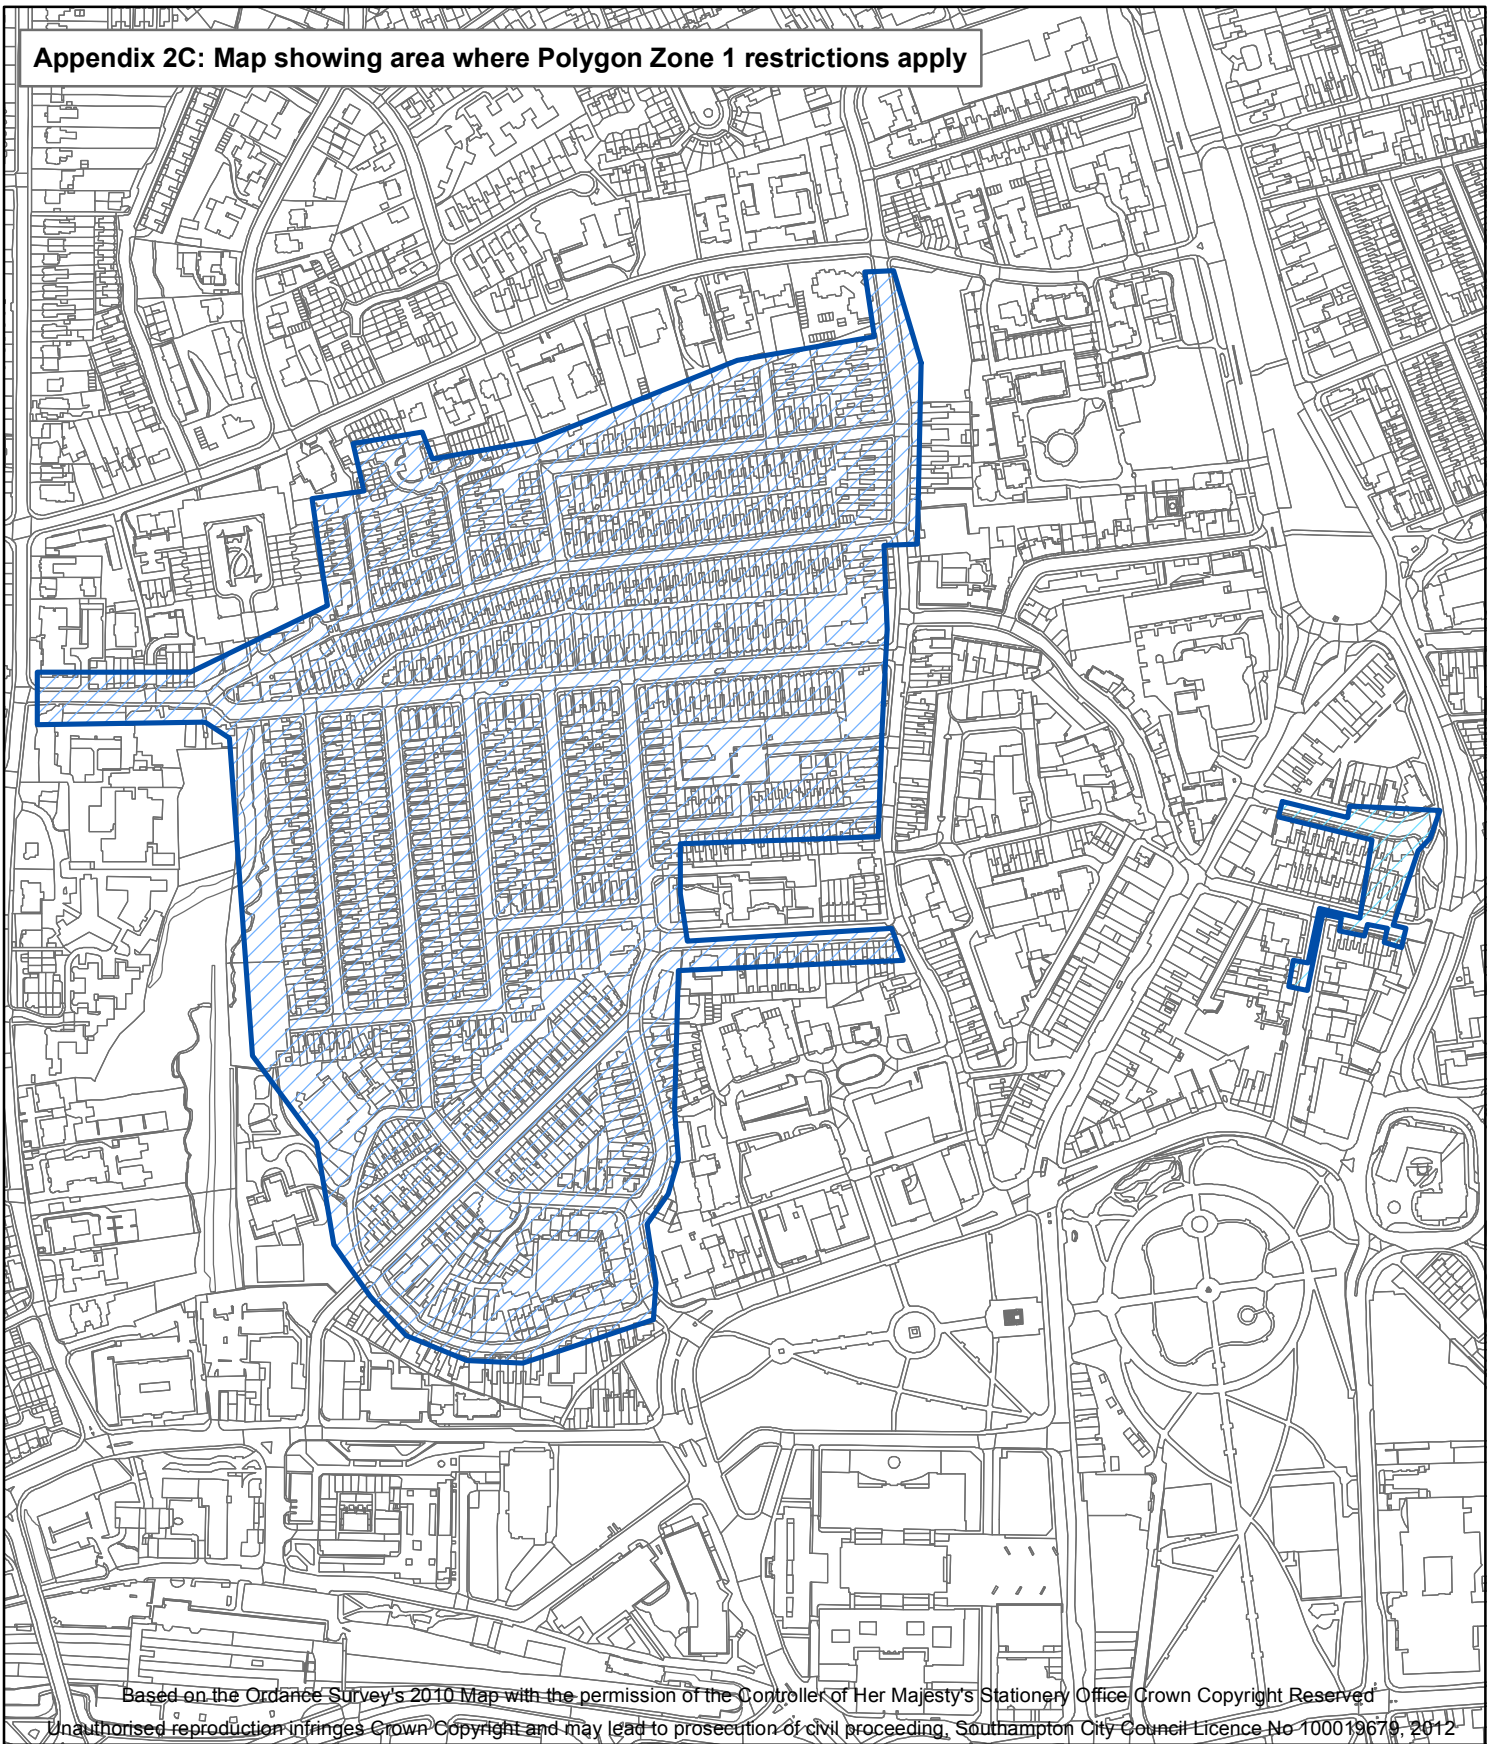 Appendix 2C: Map showing area where Polygon Zone 1 restrictions apply
Based on the Ordance Survey's 2010 Map with the permission of the Controller of Her Majesty's Stationery Office Crown Copyright Reserved
Unauthorised reproduction infringes Crown Copyright and may lead to prosecution of civil proceeding, Southampton City Council Licence No 100019679, 2012